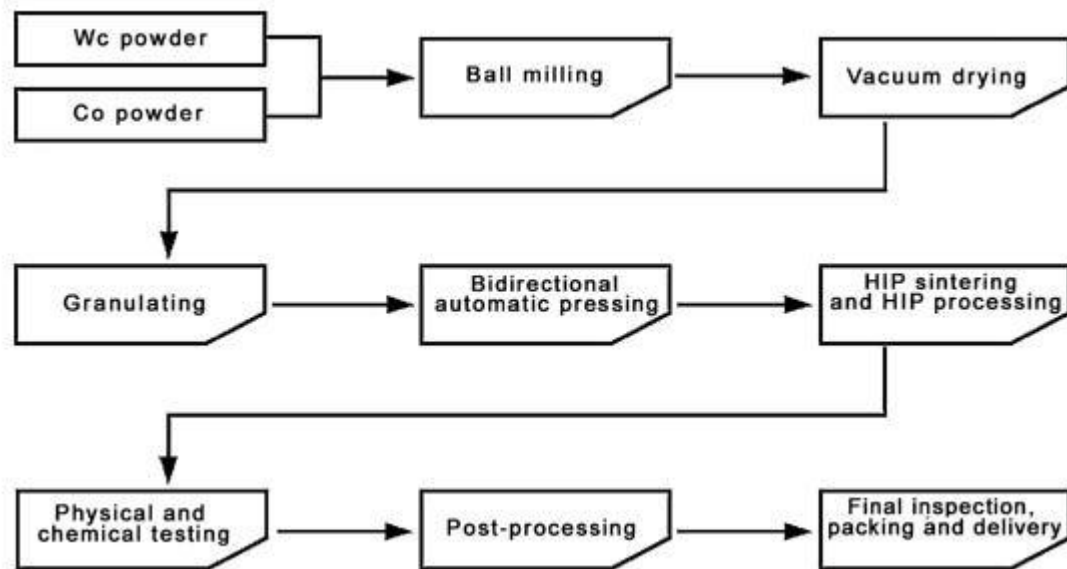 Wc powder
Co powder
Ball milling
Vacuum drying
Granulating
Bidirectional
automatic pressing
HIP sintering
and HIP processing
Physical and
chemical testing
Post-processing
Final inspection,
packing and delivery